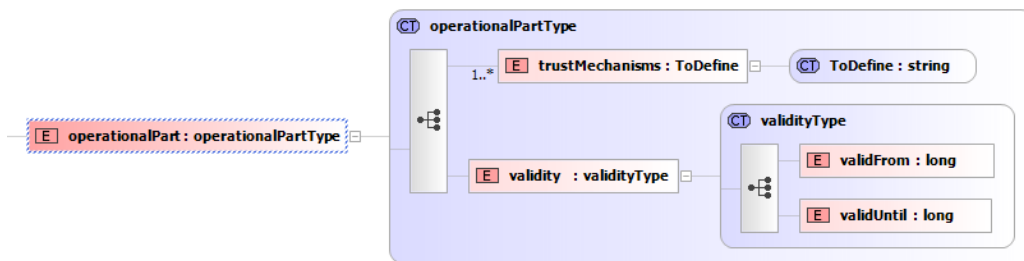 CT operationalPartType
E trustMechanisms : ToDefine
1..*
CT ToDefine : string
E operationalPart : operationalPartType
CT validityType
E validFrom : long
E validity : validityType
E validUntil : long